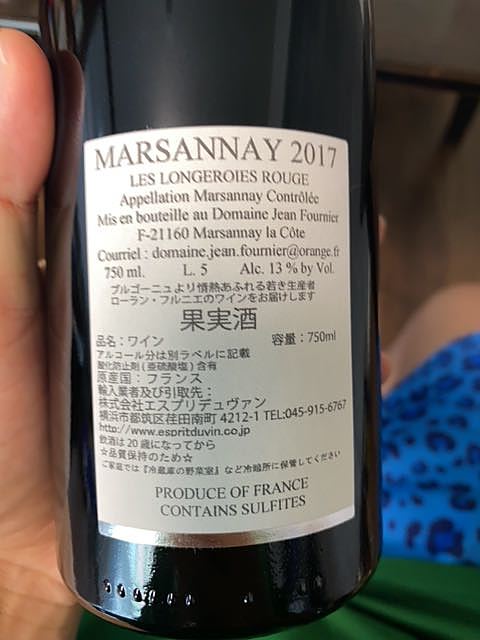 MARSANNAY 2017
LES LONGEROIES ROUGE
Appellation Marsannay Contrôlée
Mis en bouteille au Domaine Jean Fournier
F-21160 Marsannay la Côte
Courriel : domaine.jean.fournier@orange.fr
750 ml. L. 5 Alc. 13 % by Vol.
ブルゴーニュより情熱あふれる若き生産者
ローラン・フルニエのワインをお届けします
果実酒
品名：ワイン 容量：750ml
アルコール分は別ラベルに記載
酸化防止剤(亜硫酸塩)含有
原産国：フランス
輸入業者及び引取先：
株式会社エスプリデュヴァン
横浜市都筑区荏田南町 4212-1 TEL:045-915-6767
http://www.espritduvin.co.jp
飲酒は20歳になってから
☆品質保持のため☆
ご家庭では『冷蔵庫の野菜室』など冷暗所に保管してください
PRODUCE OF FRANCE
CONTAINS SULFITES